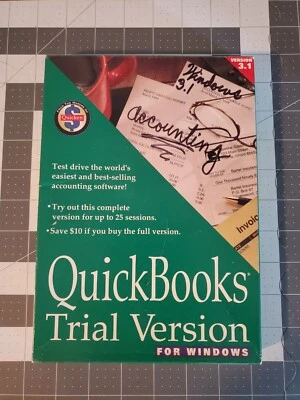 VERSION
3.1
Windows
3.1
accounting
Quicken
Test drive the world's
easiest and best-selling
accounting software!
• Try out this complete
version for up to 25 sessions.
• Save $10 if you buy the full version.
Invoice
QuickBooks®
Trial Version
FOR WINDOWS